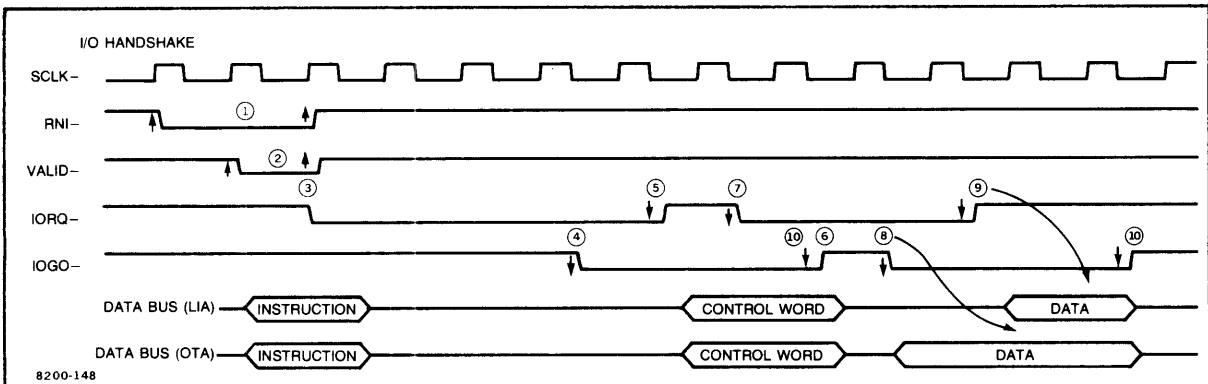 I/O HANDSHAKE
SCLK–
RNI–
①
VALID–
②
③
IORQ–
⑤
⑦
⑨
IOGO–
④
⑩
⑥
⑧
⑩
DATA BUS (LIA)
INSTRUCTION
CONTROL WORD
DATA
DATA BUS (OTA)
INSTRUCTION
CONTROL WORD
DATA
8200-148